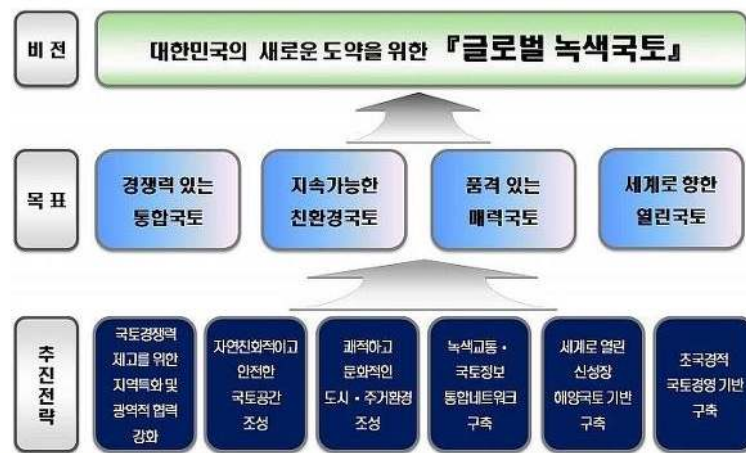 비 전
대한민국의 새로운 도약을 위한 『글로벌 녹색국토』
목 표
경쟁력 있는
통합국토
지속가능한
친환경국토
품격 있는
매력국토
세계로 향한
열린국토
추진전략
국토경쟁력
제고를 위한
지역특화 및
광역적 협력
강화
자연친화적이고
안전한
국토공간
조성
쾌적하고
문화적인
도시·주거환경
조성
녹색교통·
국토정보
통합네트워크
구축
세계로 열린
신성장
해양국토 기반
구축
초국경적
국토경영 기반
구축